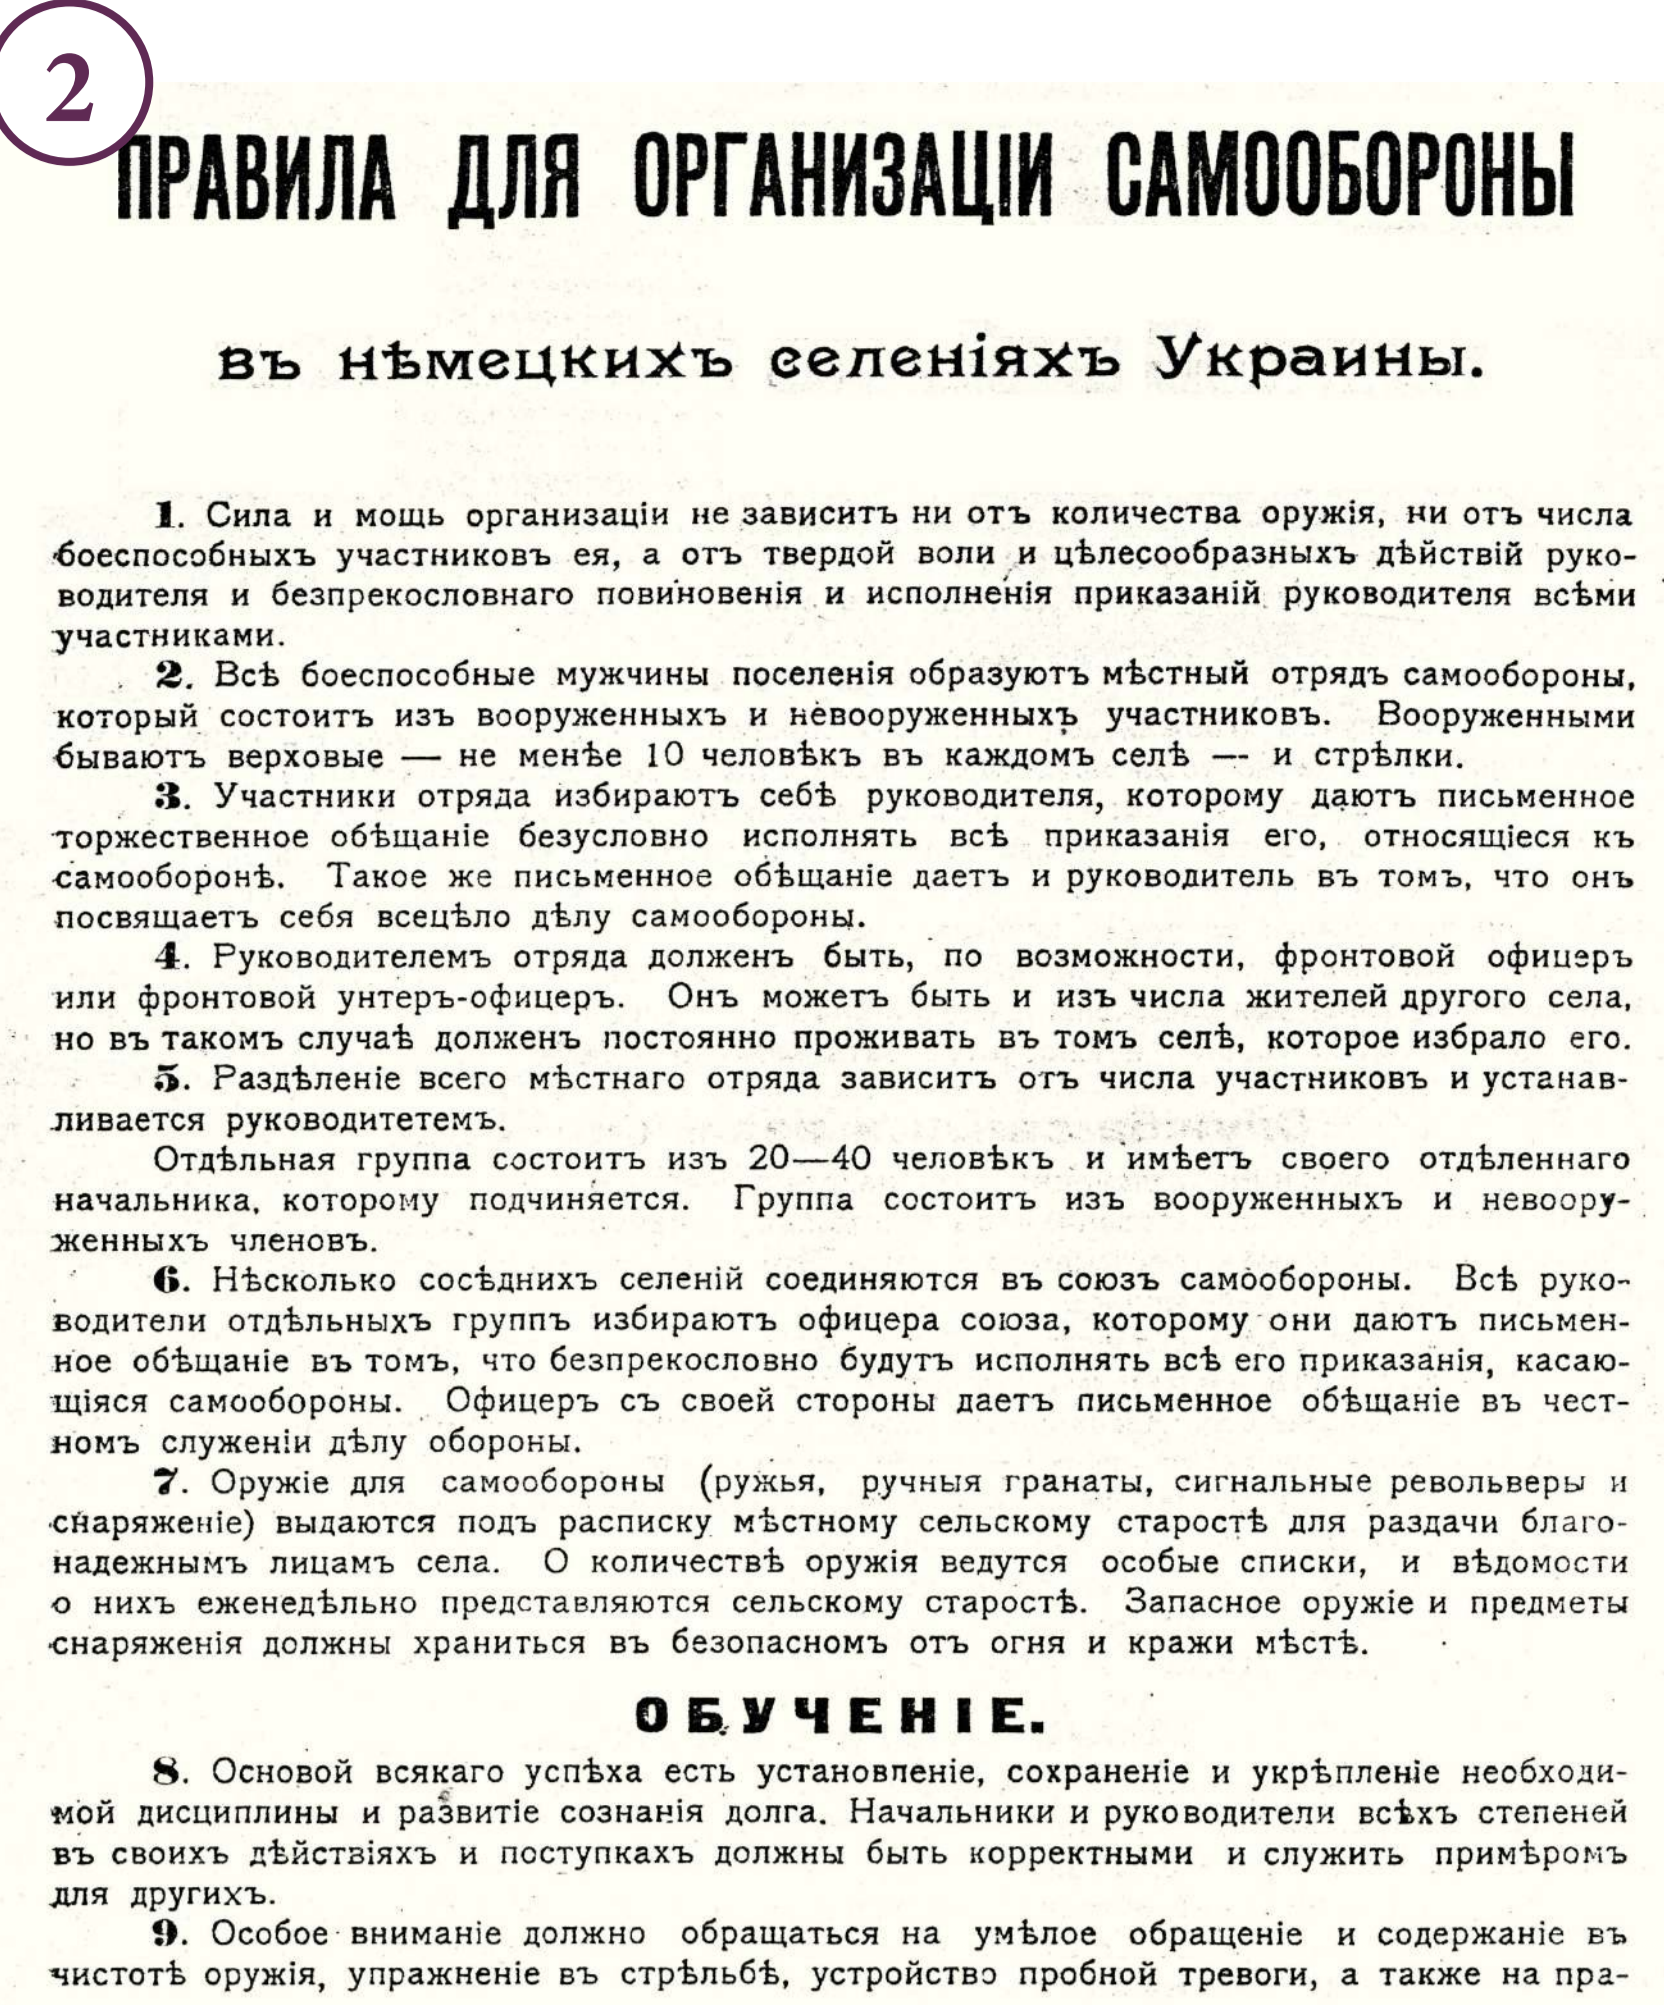 2
ПРАВИЛА ДЛЯ ОРГАНИЗАЦІИ САМООБОРОНЫ
въ нѣмецкихъ селеніяхъ Украины.
1. Сила и мощь организаціи не зависитъ ни отъ количества оружія, ни отъ числа
боеспособныхъ участниковъ ея, а отъ твердой воли и цѣлесообразныхъ дѣйствій руко-
водителя и безпрекословнаго повиновенія и исполненія приказаній руководителя всѣми
участниками.
2. Всѣ боеспособные мужчины поселенія образуютъ мѣстный отрядъ самообороны,
который состоитъ изъ вооруженныхъ и невооруженныхъ участниковъ. Вооруженными
бываютъ верховые — не менѣе 10 человѣкъ въ каждомъ селѣ — и стрѣлки.
3. Участники отряда избираютъ себѣ руководителя, которому даютъ письменное
торжественное обѣщаніе безусловно исполнять всѣ приказанія его, относящіеся къ
самооборонѣ. Такое же письменное обѣщаніе даетъ и руководитель въ томъ, что онъ
посвящаетъ себя всецѣло дѣлу самообороны.
4. Руководителемъ отряда долженъ быть, по возможности, фронтовой офицеръ
или фронтовой унтеръ-офицеръ. Онъ можетъ быть и изъ числа жителей другого села,
но въ такомъ случаѣ долженъ постоянно проживать въ томъ селѣ, которое избрало его.
5. Раздѣленіе всего мѣстнаго отряда зависитъ отъ числа участниковъ и устанав-
ливается руководитетемъ.
Отдѣльная группа состоитъ изъ 20—40 человѣкъ и имѣетъ своего отдѣленнаго
начальника, которому подчиняется. Группа состоитъ изъ вооруженныхъ и невоору-
женныхъ членовъ.
6. Нѣсколько сосѣднихъ селеній соединяются въ союзъ самообороны. Всѣ руко-
водители отдѣльныхъ группъ избираютъ офицера союза, которому они даютъ письмен-
ное обѣщаніе въ томъ, что безпрекословно будутъ исполнять всѣ его приказанія, касаю-
щіяся самообороны. Офицеръ съ своей стороны даетъ письменное обѣщаніе въ чест-
номъ служеніи дѣлу обороны.
7. Оружіе для самообороны (ружья, ручныя гранаты, сигнальные револьверы и
снаряженіе) выдаются подъ расписку мѣстному сельскому старостѣ для раздачи благо-
надежнымъ лицамъ села. О количествѣ оружія ведутся особые списки, и вѣдомости
о нихъ еженедѣльно представляются сельскому старостѣ. Запасное оружіе и предметы
снаряженія должны храниться въ безопасномъ отъ огня и кражи мѣстѣ.
ОБУЧЕНІЕ.
8. Основой всякаго успѣха есть установленіе, сохраненіе и укрѣпленіе необходи-
мой дисциплины и развитіе сознанія долга. Начальники и руководители всѣхъ степеней
въ своихъ дѣйствіяхъ и поступкахъ должны быть корректными и служить примѣромъ
для другихъ.
9. Особое вниманіе должно обращаться на умѣлое обращеніе и содержаніе въ
чистотѣ оружія, упражненіе въ стрѣльбѣ, устройство пробной тревоги, а также на пра-